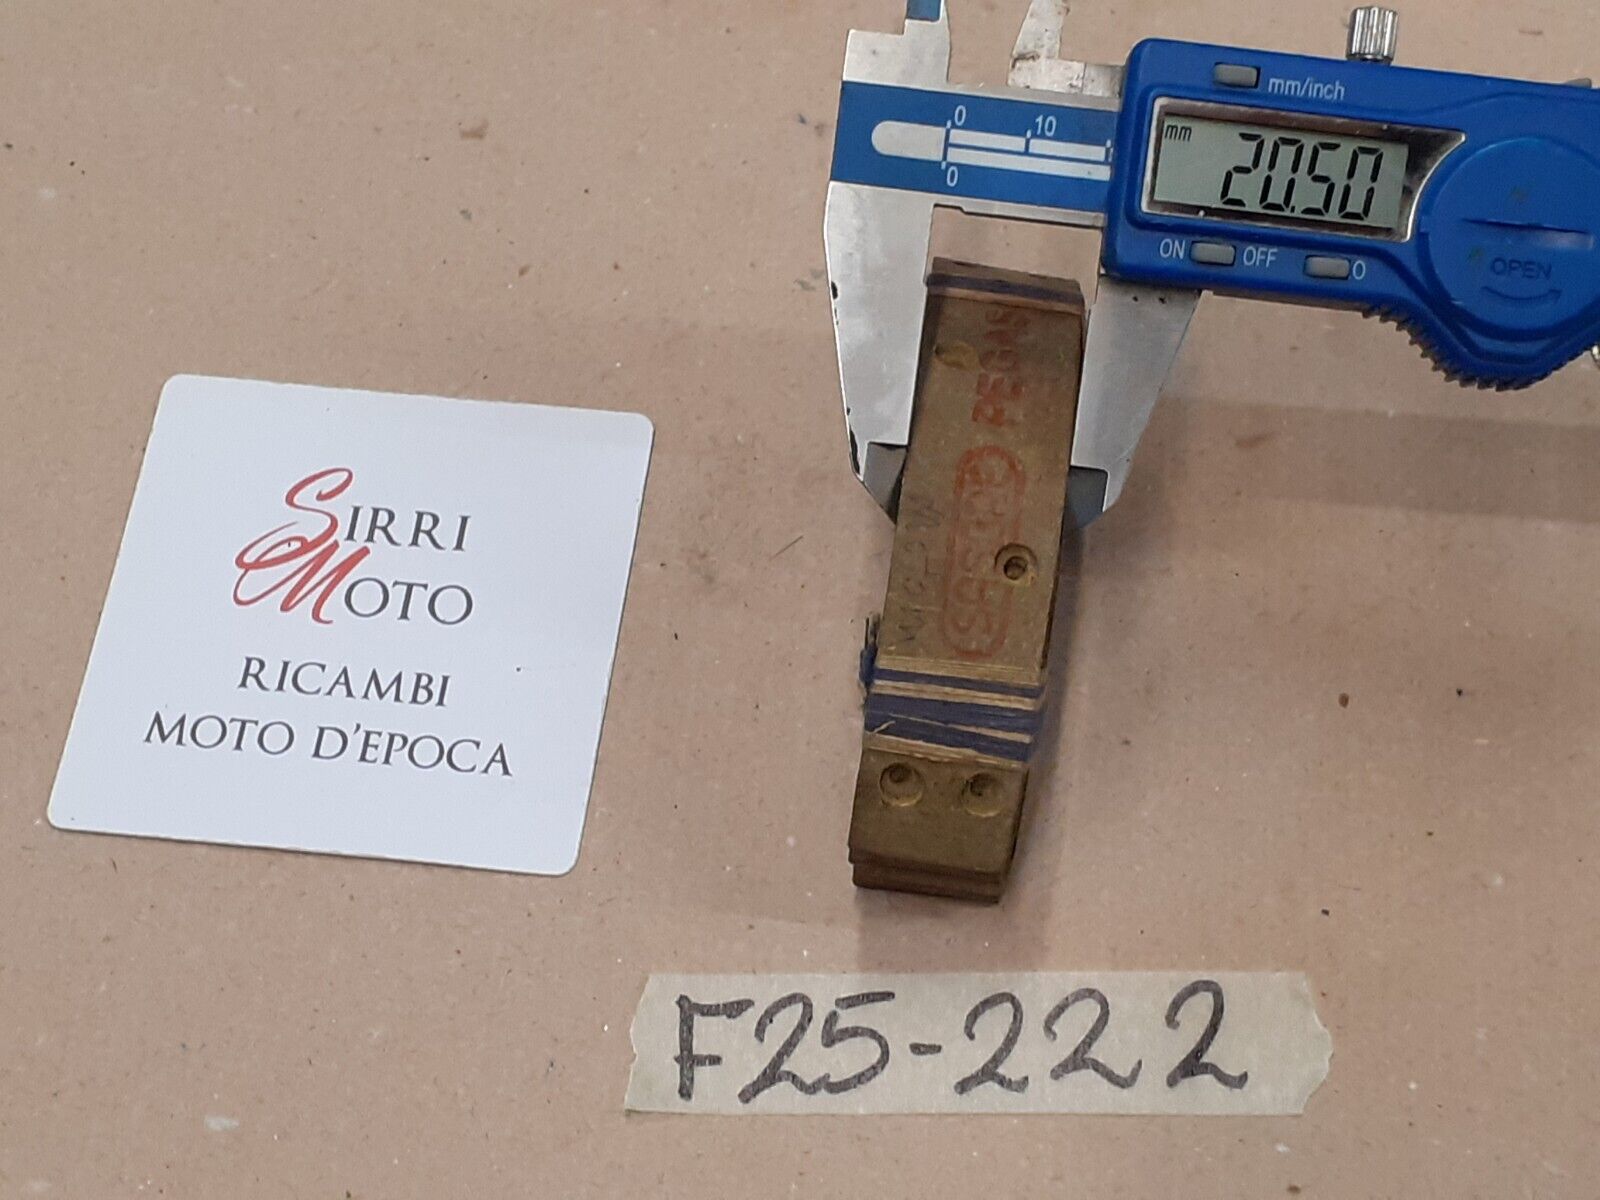 mm/inch
mm
20.50
0
10
0
ON
OFF
0
OPEN
PEGAS
SIRRI
MOTO
RICAMBI
MOTO D'EPOCA
F25-222